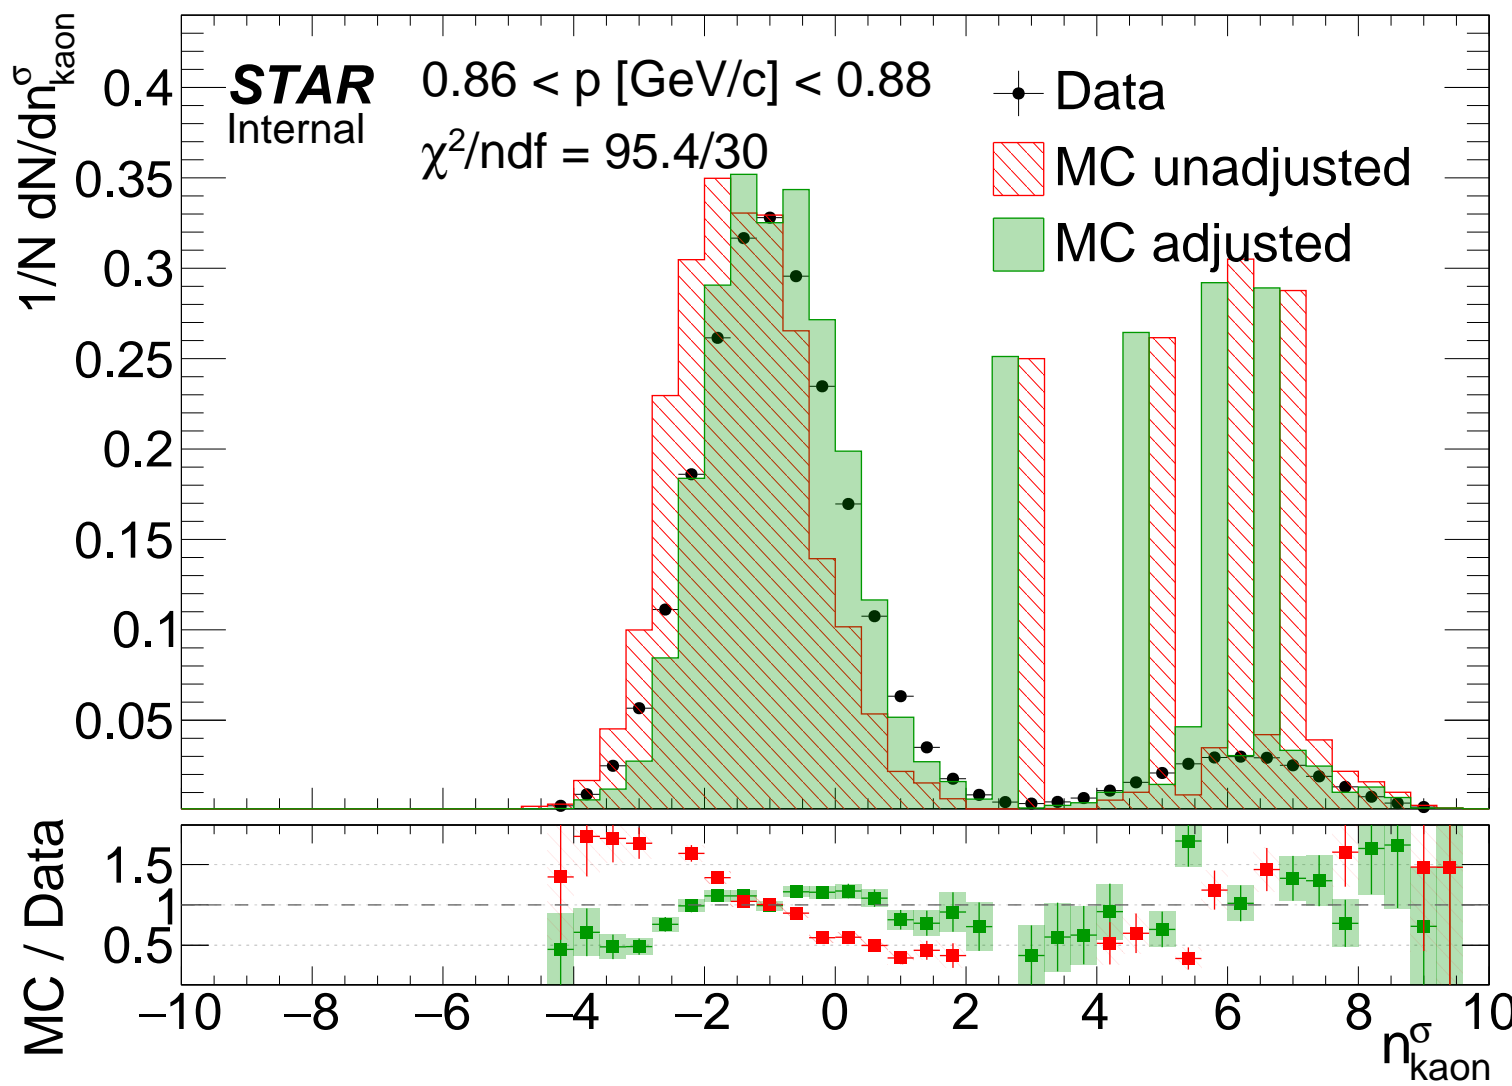 1/N dN/dn^σ_kaon
0.4
0.35
0.3
0.25
0.2
0.15
0.1
0.05
STAR
Internal
0.86 < p [GeV/c] < 0.88
χ²/ndf = 95.4/30
Data
MC unadjusted
MC adjusted
MC / Data
1.5
1
0.5
−10 −8 −6 −4 −2 0 2 4 6 8 10
n^σ_kaon